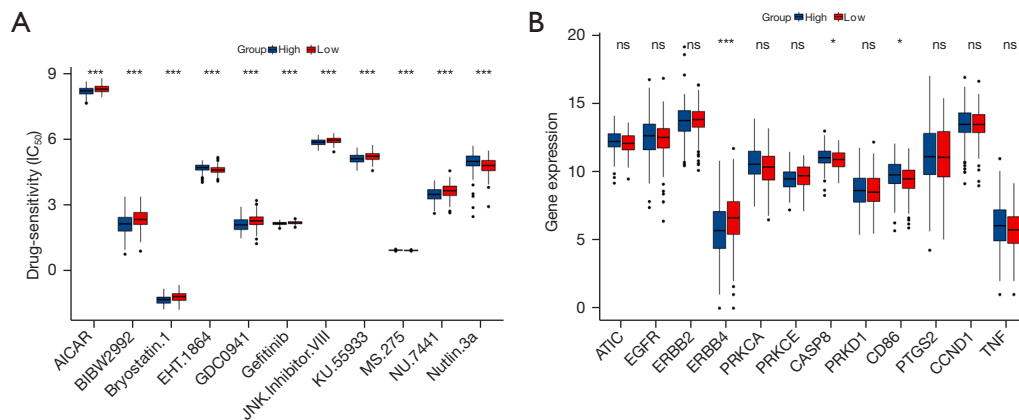 A
Group High Low
*** *** *** *** *** *** *** *** *** *** ***
Drug-sensitivity (IC50)
9
6
3
0
AICAR
BIBW2992
Bryostatin.1
EHT.1864
GDC0941
Gefitinib
JNK.Inhibitor.VIII
KU.55933
MS.275
NU.7441
Nutlin.3a
B
Group High Low
ns ns ns *** ns ns * ns * ns ns ns
Gene expression
20
15
10
5
0
ATIC
EGFR
ERBB2
ERBB4
PRKCA
PRKCE
CASP8
PRKD1
CD86
PTGS2
CCND1
TNF